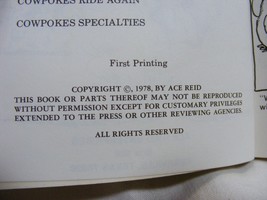 COWPOKES RIDE AGAIN
COWPOKES SPECIALTIES
First Printing
COPYRIGHT ©, 1978, BY ACE REID
THIS BOOK OR PARTS THEREOF MAY NOT BE REPRODUCED
WITHOUT PERMISSION EXCEPT FOR CUSTOMARY PRIVILEGES
EXTENDED TO THE PRESS OR OTHER REVIEWING AGENCIES.
ALL RIGHTS RESERVED